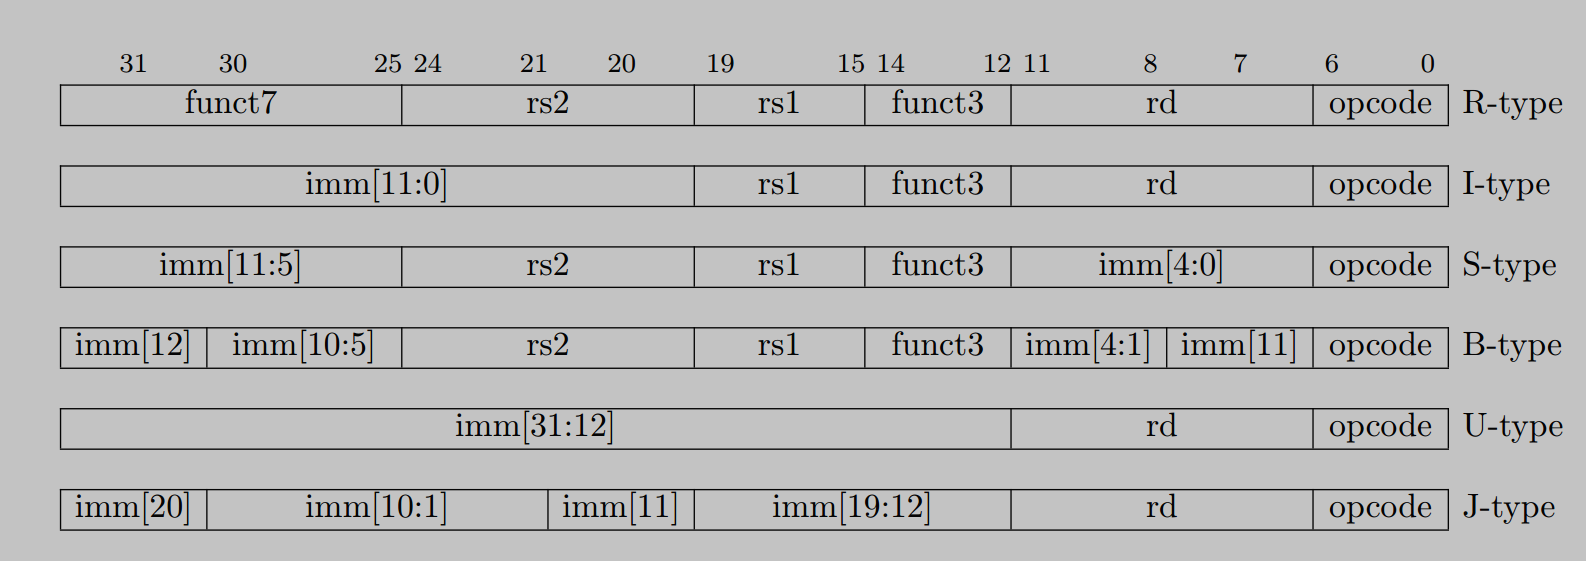 31 30 25 24 21 20 19 15 14 12 11 8 7 6 0
funct7 rs2 rs1 funct3 rd opcode R-type
imm[11:0] rs1 funct3 rd opcode I-type
imm[11:5] rs2 rs1 funct3 imm[4:0] opcode S-type
imm[12] imm[10:5] rs2 rs1 funct3 imm[4:1] imm[11] opcode B-type
imm[31:12] rd opcode U-type
imm[20] imm[10:1] imm[11] imm[19:12] rd opcode J-type